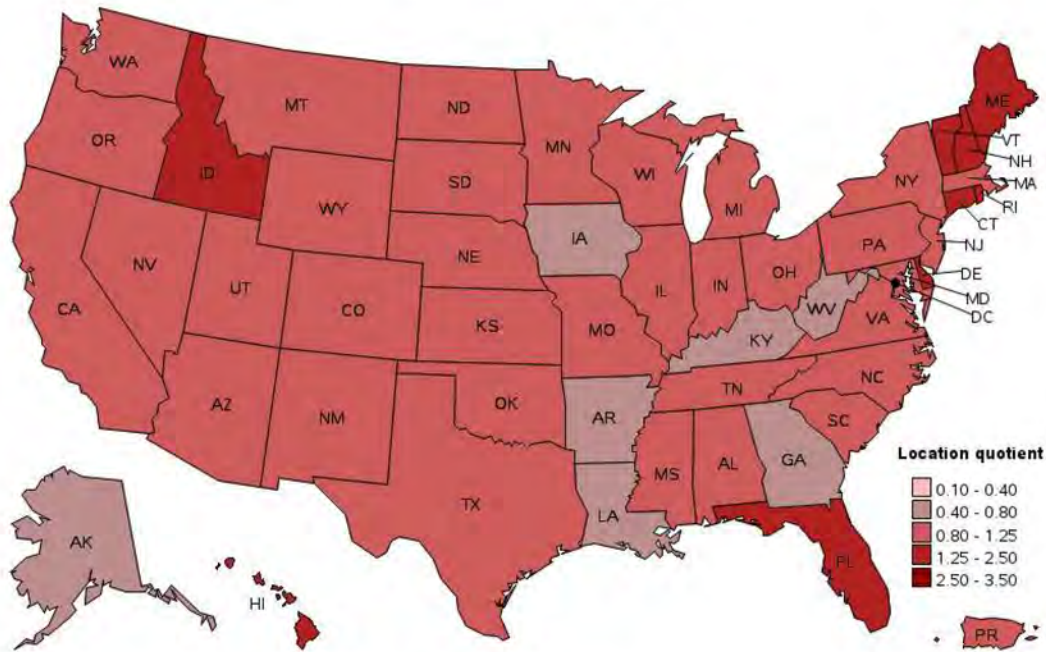 WA
MT
ND
ME
VT
OR
MN
NH
ID
SD
WI
NY
MA
WY
MI
RI
CT
IA
PA
NJ
NE
NV
OH
DE
UT
IL
IN
MD
CA
CO
WV
DC
KS
MO
KY
VA
NC
TN
AZ
OK
NM
AR
SC
MS
AL
GA
Location quotient
0.10 - 0.40
TX
LA
0.40 - 0.80
AK
0.80 - 1.25
1.25 - 2.50
FL
2.50 - 3.50
HI
PR